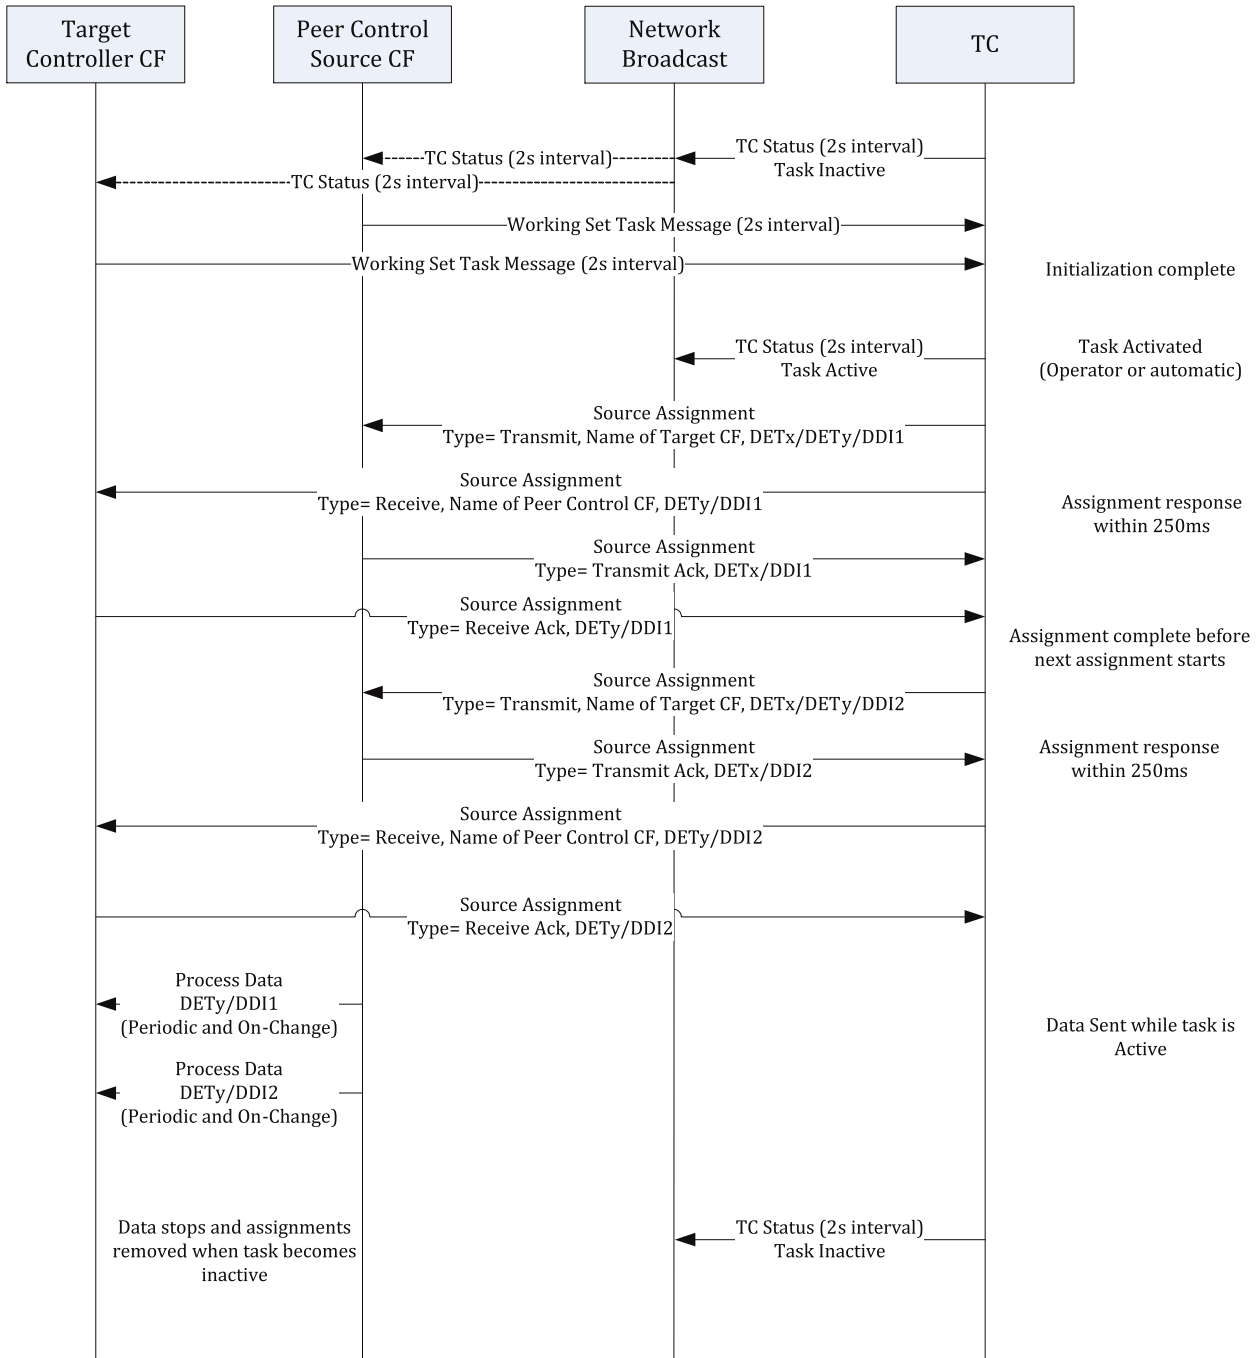 Target
Controller CF
Peer Control
Source CF
Network
Broadcast
TC
TC Status (2s interval)
Task Inactive
TC Status (2s interval)
TC Status (2s interval)
Working Set Task Message (2s interval)
Working Set Task Message (2s interval)
Initialization complete
TC Status (2s interval)
Task Active
Task Activated
(Operator or automatic)
Source Assignment
Type= Transmit, Name of Target CF, DETx/DETy/DDI1
Source Assignment
Type= Receive, Name of Peer Control CF, DETy/DDI1
Assignment response
within 250ms
Source Assignment
Type= Transmit Ack, DETx/DDI1
Source Assignment
Type= Receive Ack, DETy/DDI1
Assignment complete before
next assignment starts
Source Assignment
Type= Transmit, Name of Target CF, DETx/DETy/DDI2
Source Assignment
Type= Transmit Ack, DETx/DDI2
Assignment response
within 250ms
Source Assignment
Type= Receive, Name of Peer Control CF, DETy/DDI2
Source Assignment
Type= Receive Ack, DETy/DDI2
Process Data
DETy/DDI1
(Periodic and On-Change)
Data Sent while task is
Active
Process Data
DETy/DDI2
(Periodic and On-Change)
Data stops and assignments
removed when task becomes
inactive
TC Status (2s interval)
Task Inactive